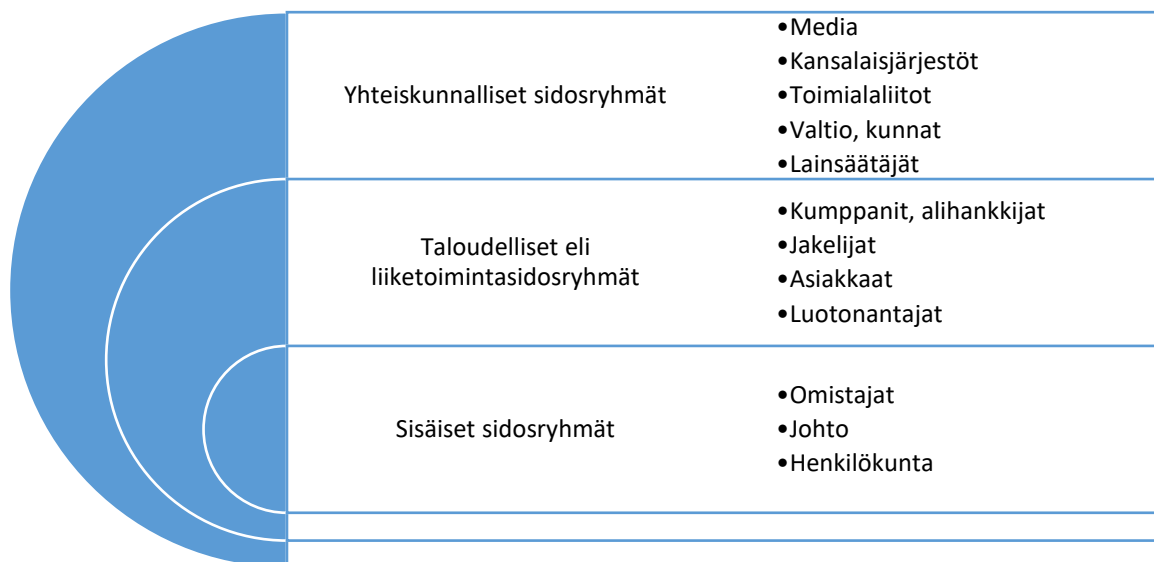 Yhteiskunnalliset sidosryhmät
•Media
•Kansalaisjärjestöt
•Toimialaliitot
•Valtio, kunnat
•Lainsäätäjät
Taloudelliset eli
liiketoimintasidosryhmät
•Kumppanit, alihankkijat
•Jakelijat
•Asiakkaat
•Luotonantajat
Sisäiset sidosryhmät
•Omistajat
•Johto
•Henkilökunta